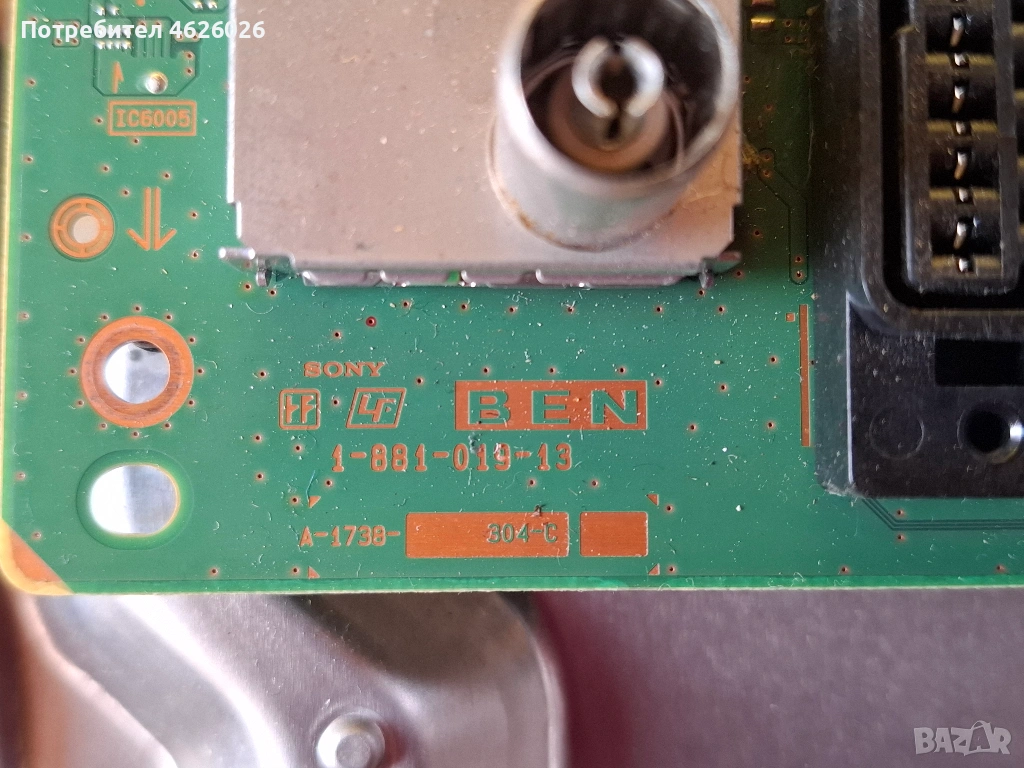 Потребител 4626026
IC6005
SONY
BEN
1-881-019-13
A-1738-304-C
BAZAR